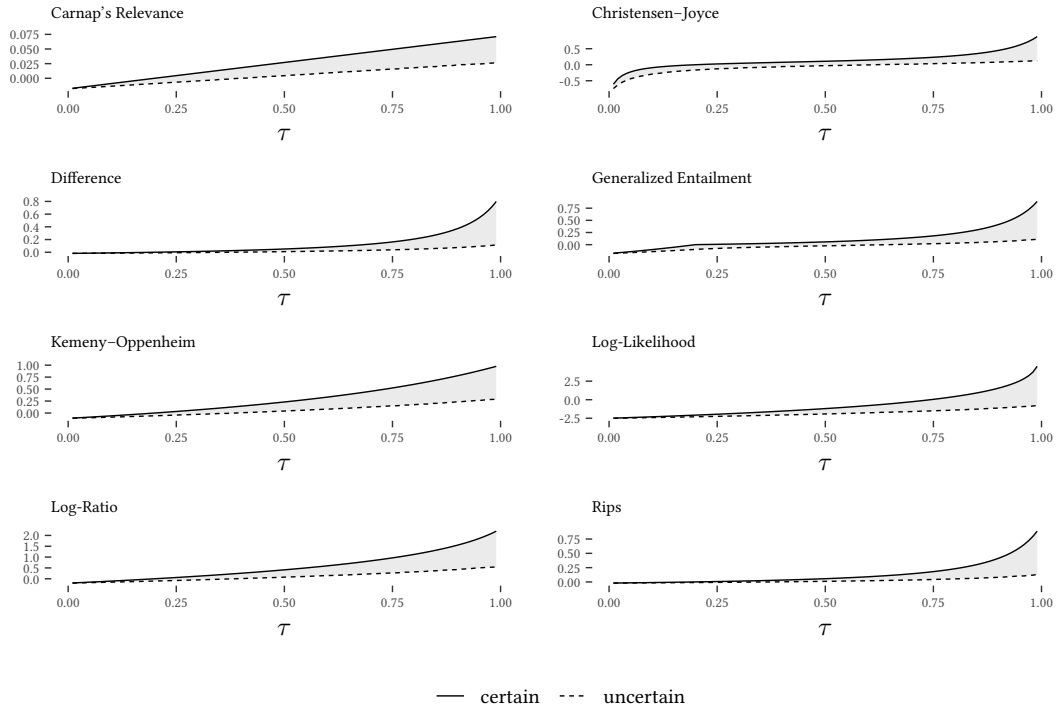 Carnap's Relevance
0.075
0.050
0.025
0.000
0.00 0.25 0.50 0.75 1.00
τ
Christensen–Joyce
0.5
0.0
-0.5
0.00 0.25 0.50 0.75 1.00
τ
Difference
0.8
0.6
0.4
0.2
0.0
0.00 0.25 0.50 0.75 1.00
τ
Generalized Entailment
0.75
0.50
0.25
0.00
0.00 0.25 0.50 0.75 1.00
τ
Kemeny–Oppenheim
1.00
0.75
0.50
0.25
0.00
0.00 0.25 0.50 0.75 1.00
τ
Log-Likelihood
2.5
0.0
-2.5
0.00 0.25 0.50 0.75 1.00
τ
Log-Ratio
2.0
1.5
1.0
0.5
0.0
0.00 0.25 0.50 0.75 1.00
τ
Rips
0.75
0.50
0.25
0.00
0.00 0.25 0.50 0.75 1.00
τ
certain uncertain